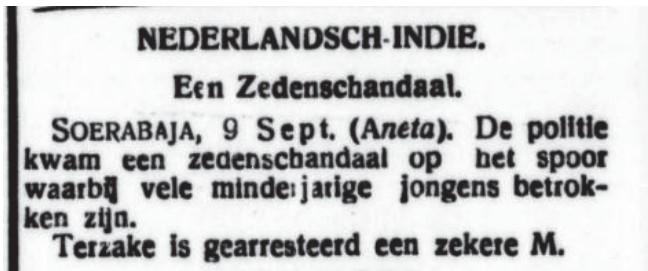 NEDERLANDSCH-INDIE.
Een Zedenschandaal.
SOERABAJA, 9 Sept. (Aneta). De politie
kwam een zedenschandaal op het spoor
waarbij vele minderjarige jongens betrok-
ken zijn.
Terzake is gearresteerd een zekere M.